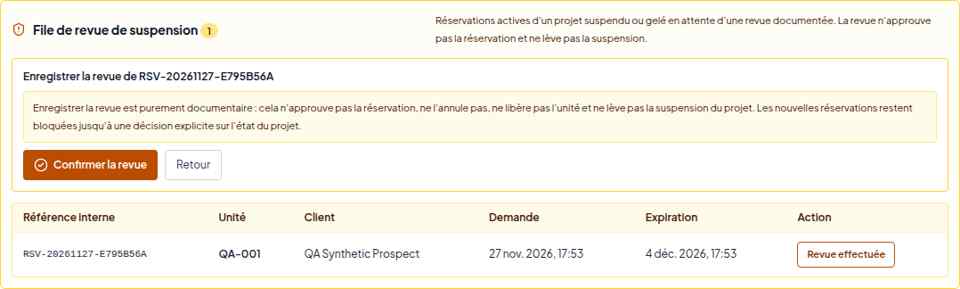 File de revue de suspension 1
Réservations actives d'un projet suspendu ou gelé en attente d'une revue documentée. La revue n'approuve
pas la réservation et ne lève pas la suspension.
Enregistrer la revue de RSV-20261127-E795B56A
Enregistrer la revue est purement documentaire : cela n'approuve pas la réservation, ne l'annule pas, ne libère pas l'unité et ne lève pas la suspension du projet. Les nouvelles réservations restent
bloquées jusqu'à une décision explicite sur l'état du projet.
Confirmer la revue Retour
Référence interne Unité Client Demande Expiration Action
RSV-20261127-E795B56A QA-001 QA Synthetic Prospect 27 nov. 2026, 17:53 4 déc. 2026, 17:53 Revue effectuée